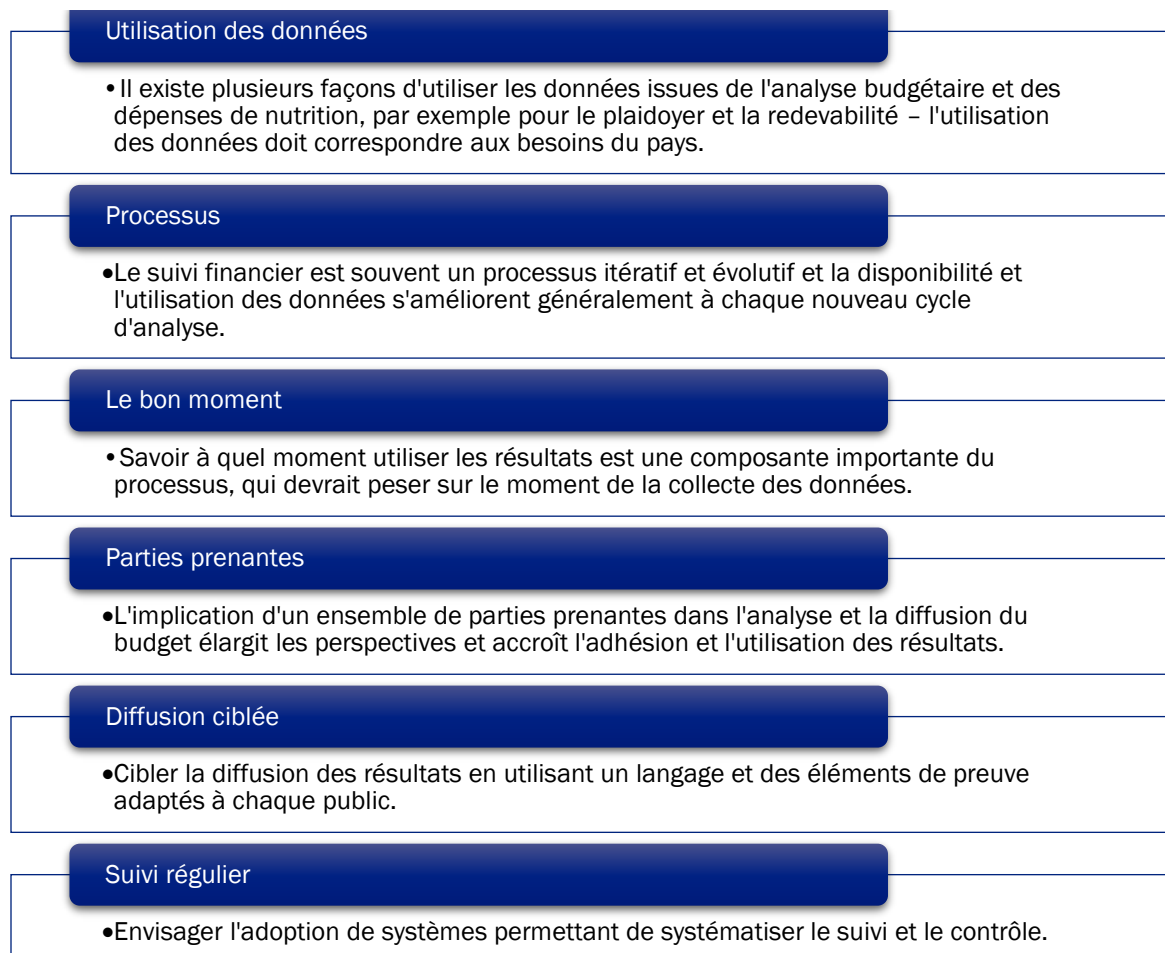 Utilisation des données
•Il existe plusieurs façons d'utiliser les données issues de l'analyse budgétaire et des
dépenses de nutrition, par exemple pour le plaidoyer et la redevabilité – l'utilisation
des données doit correspondre aux besoins du pays.
Processus
•Le suivi financier est souvent un processus itératif et évolutif et la disponibilité et
l'utilisation des données s'améliorent généralement à chaque nouveau cycle
d'analyse.
Le bon moment
•Savoir à quel moment utiliser les résultats est une composante importante du
processus, qui devrait peser sur le moment de la collecte des données.
Parties prenantes
•L'implication d'un ensemble de parties prenantes dans l'analyse et la diffusion du
budget élargit les perspectives et accroît l'adhésion et l'utilisation des résultats.
Diffusion ciblée
•Cibler la diffusion des résultats en utilisant un langage et des éléments de preuve
adaptés à chaque public.
Suivi régulier
•Envisager l'adoption de systèmes permettant de systématiser le suivi et le contrôle.